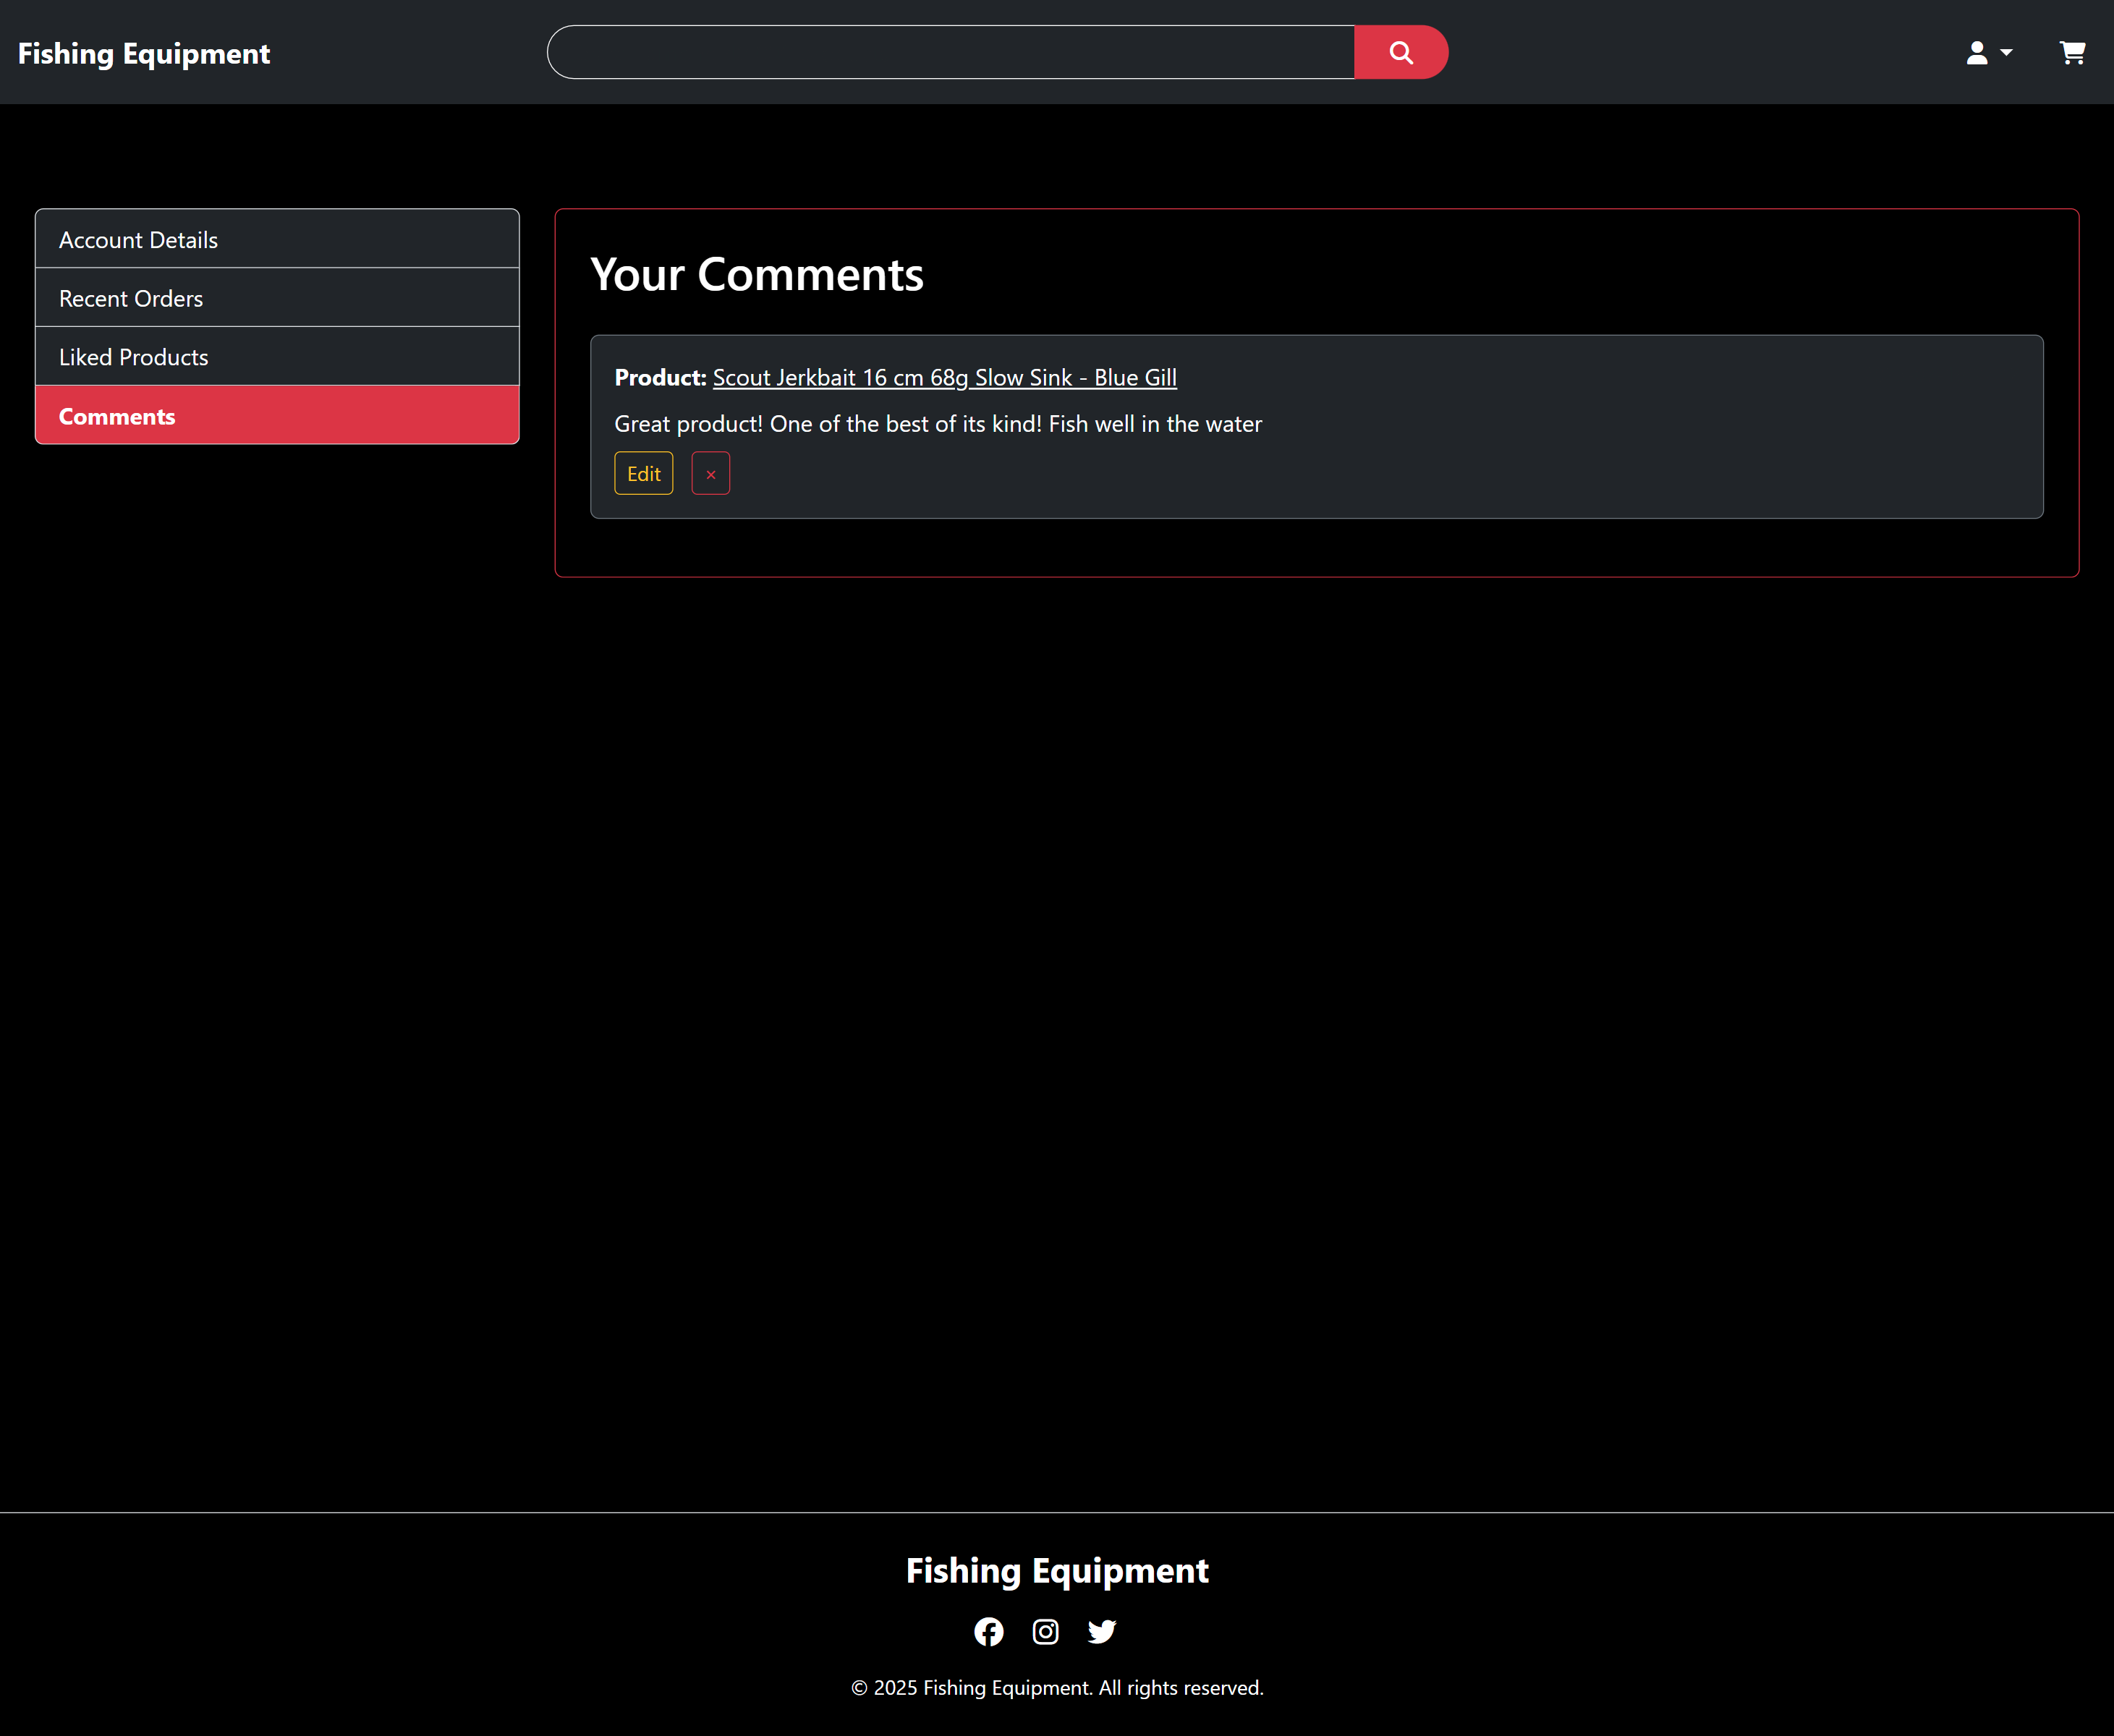 Fishing Equipment
Account Details
Recent Orders
Liked Products
Comments
Your Comments
Product: Scout Jerkbait 16 cm 68g Slow Sink - Blue Gill
Great product! One of the best of its kind! Fish well in the water
Edit ×
Fishing Equipment
© 2025 Fishing Equipment. All rights reserved.